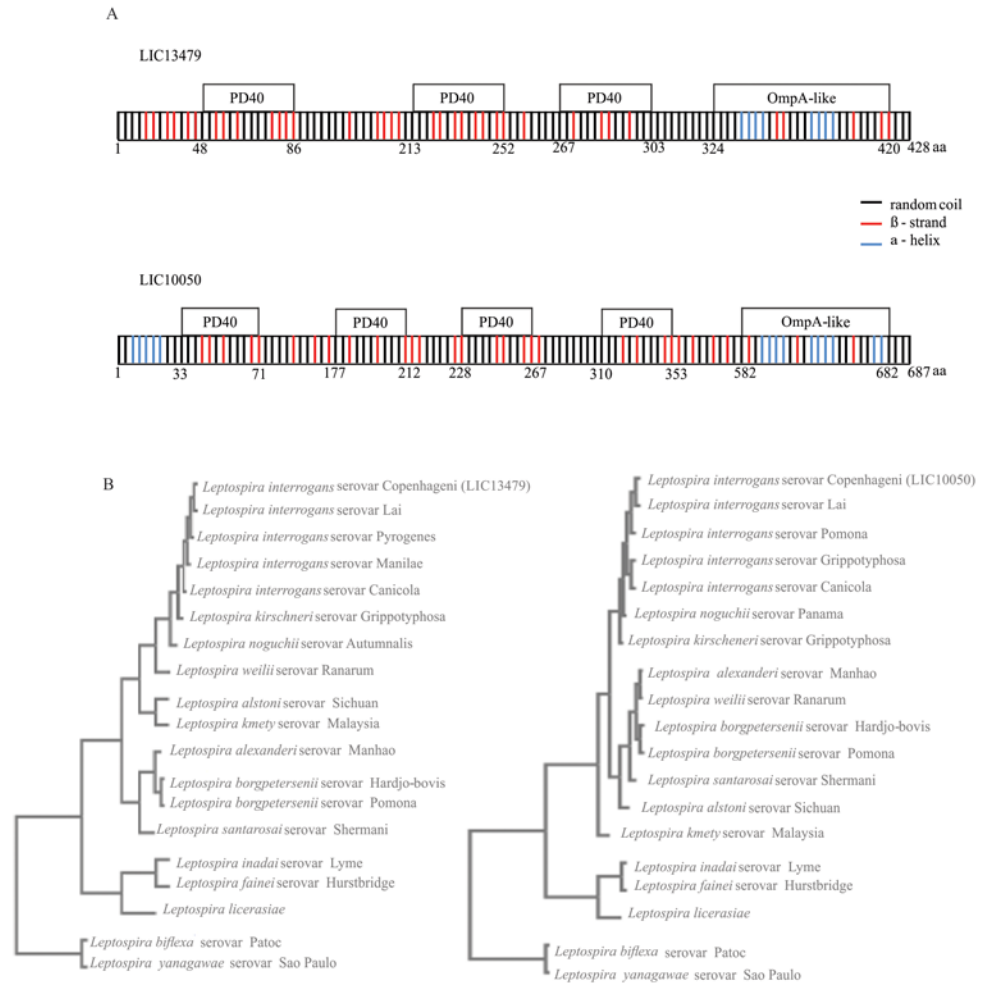 A
LIC13479
PD40 PD40 PD40 OmpA-like
1 48 86 213 252 267 303 324 420 428 aa
random coil
ß - strand
a - helix
LIC10050
PD40 PD40 PD40 PD40 OmpA-like
1 33 71 177 212 228 267 310 353 582 682 687 aa
B
Leptospira interrogans serovar Copenhageni (LIC13479)
Leptospira interrogans serovar Lai
Leptospira interrogans serovar Pyrogenes
Leptospira interrogans serovar Manilae
Leptospira interrogans serovar Canicola
Leptospira kirschneri serovar Grippotyphosa
Leptospira noguchii serovar Autumnalis
Leptospira weilii serovar Ranarum
Leptospira alstoni serovar Sichuan
Leptospira kmety serovar Malaysia
Leptospira alexanderi serovar Manhao
Leptospira borgpetersenii serovar Hardjo-bovis
Leptospira borgpetersenii serovar Pomona
Leptospira santarosai serovar Shermani
Leptospira inadai serovar Lyme
Leptospira fainei serovar Hurstbridge
Leptospira licerasiae
Leptospira biflexa serovar Patoc
Leptospira yanagawae serovar Sao Paulo
Leptospira interrogans serovar Copenhageni (LIC10050)
Leptospira interrogans serovar Lai
Leptospira interrogans serovar Pomona
Leptospira interrogans serovar Grippotyphosa
Leptospira interrogans serovar Canicola
Leptospira noguchii serovar Panama
Leptospira kirscheneri serovar Grippotyphosa
Leptospira alexanderi serovar Manhao
Leptospira weilii serovar Ranarum
Leptospira borgpetersenii serovar Hardjo-bovis
Leptospira borgpetersenii serovar Pomona
Leptospira santarosai serovar Shermani
Leptospira alstoni serovar Sichuan
Leptospira kmety serovar Malaysia
Leptospira inadai serovar Lyme
Leptospira fainei serovar Hurstbridge
Leptospira licerasiae
Leptospira biflexa serovar Patoc
Leptospira yanagawae serovar Sao Paulo